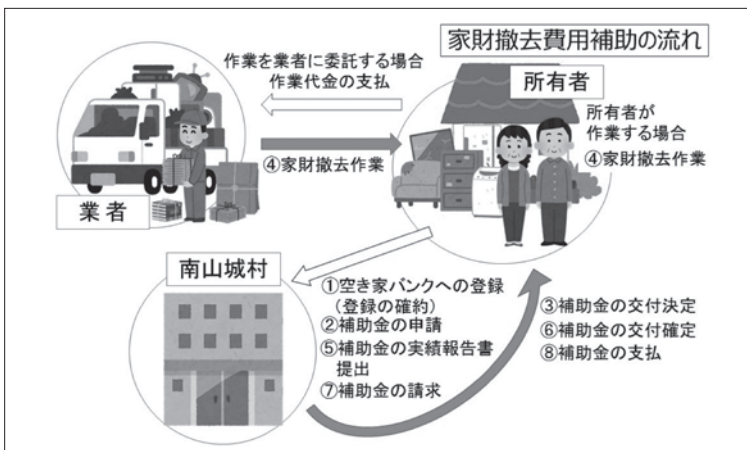 家財撤去費用補助の流れ
作業を業者に委託する場合
作業代金の支払
所有者
所有者が
作業する場合
④家財撤去作業
④家財撤去作業
業者
南山城村
①空き家バンクへの登録
(登録の確約)
②補助金の申請
⑤補助金の実績報告書
提出
⑦補助金の請求
③補助金の交付決定
⑥補助金の交付確定
⑧補助金の支払